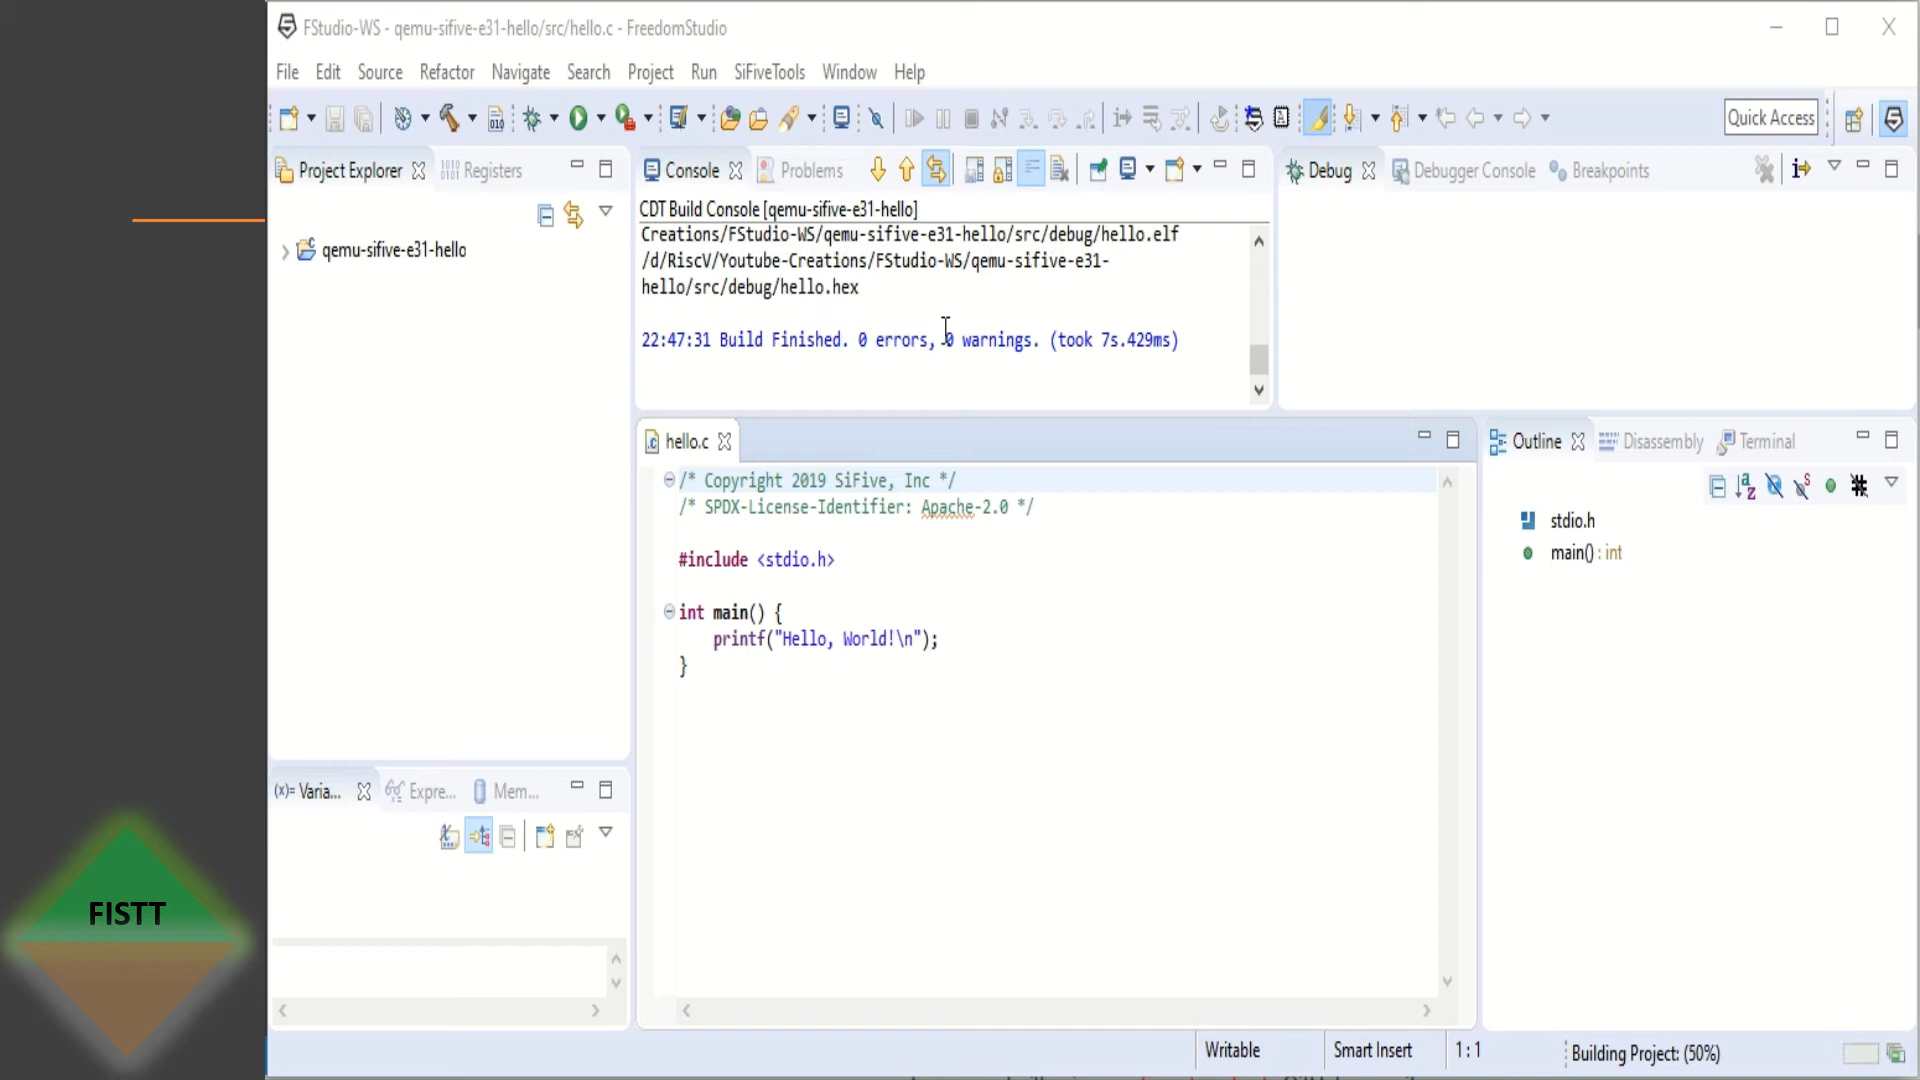 FStudio-WS - qemu-sifive-e31-hello/src/hello.c - FreedomStudio
File Edit Source Refactor Navigate Search Project Run SiFiveTools Window Help
Quick Access
Project Explorer Registers
qemu-sifive-e31-hello
Console Problems
CDT Build Console [qemu-sifive-e31-hello]
Creations/FStudio-WS/qemu-sifive-e31-hello/src/debug/hello.elf
/d/RiscV/Youtube-Creations/FStudio-WS/qemu-sifive-e31-
hello/src/debug/hello.hex
22:47:31 Build Finished. 0 errors, 0 warnings. (took 7s.429ms)
Debug Debugger Console Breakpoints
hello.c
/* Copyright 2019 SiFive, Inc */
/* SPDX-License-Identifier: Apache-2.0 */
#include <stdio.h>
int main() {
printf("Hello, World!\n");
}
Outline Disassembly Terminal
stdio.h
main() : int
(x)= Varia... Expre... Mem...
FISTT
Writable Smart Insert 1 : 1 Building Project: (50%)